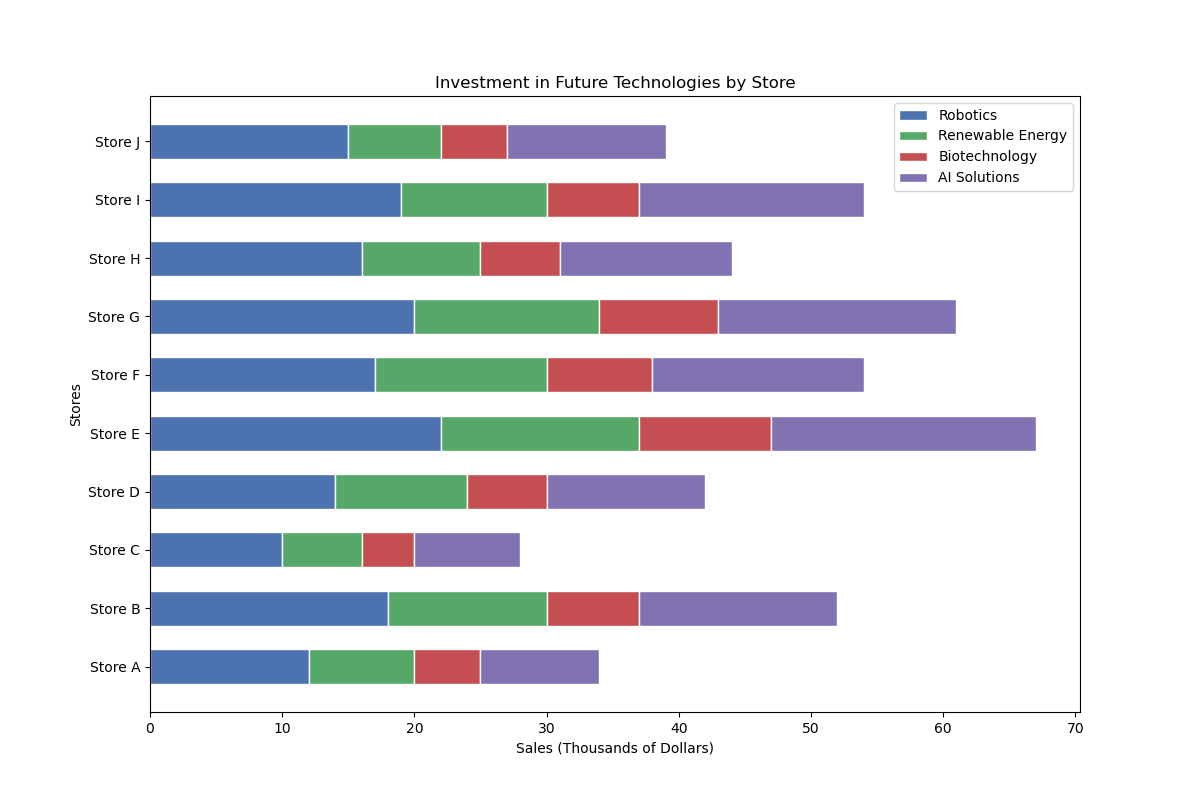 Investment in Future Technologies by Store
Robotics
Renewable Energy
Biotechnology
AI Solutions
Stores
Store J
Store I
Store H
Store G
Store F
Store E
Store D
Store C
Store B
Store A
0 10 20 30 40 50 60 70
Sales (Thousands of Dollars)